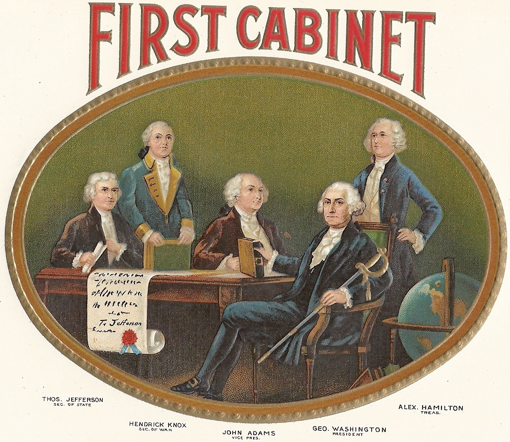 FIRST CABINET
Jefferson
THOS. JEFFERSON
SEC. OF STATE
HENDRICK KNOX
SEC. OF WAR
JOHN ADAMS
VICE PRES.
GEO. WASHINGTON
PRESIDENT
ALEX. HAMILTON
TREAS.